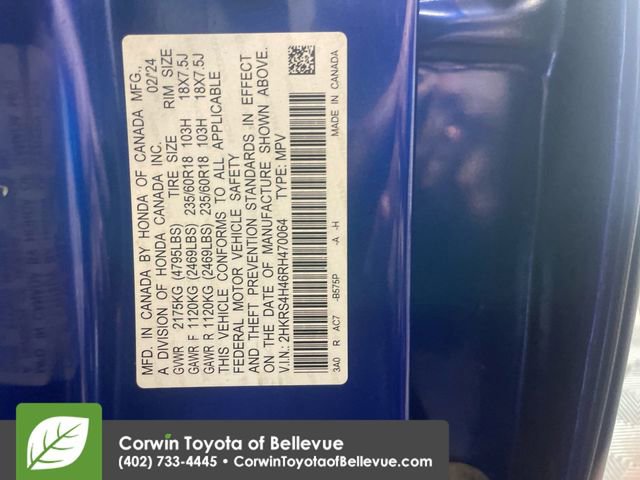 MFD. IN CANADA BY HONDA OF CANADA MFG.,
A DIVISION OF HONDA CANADA INC. 02/'24
GVWR 2175KG (4795LBS) TIRE SIZE RIM SIZE
GAWR F 1120KG (2469LBS) 235/60R18 103H 18X7.5J
GAWR R 1120KG (2469LBS) 235/60R18 103H 18X7.5J
THIS VEHICLE CONFORMS TO ALL APPLICABLE
FEDERAL MOTOR VEHICLE SAFETY
AND THEFT PREVENTION STANDARDS IN EFFECT
ON THE DATE OF MANUFACTURE SHOWN ABOVE.
V.I.N: 2HKRS4H46RH470064 TYPE: MPV
3A0 R AC7 -B575P -A -H MADE IN CANADA
Corwin Toyota of Bellevue
(402) 733-4445 - CorwinToyotaofBellevue.com